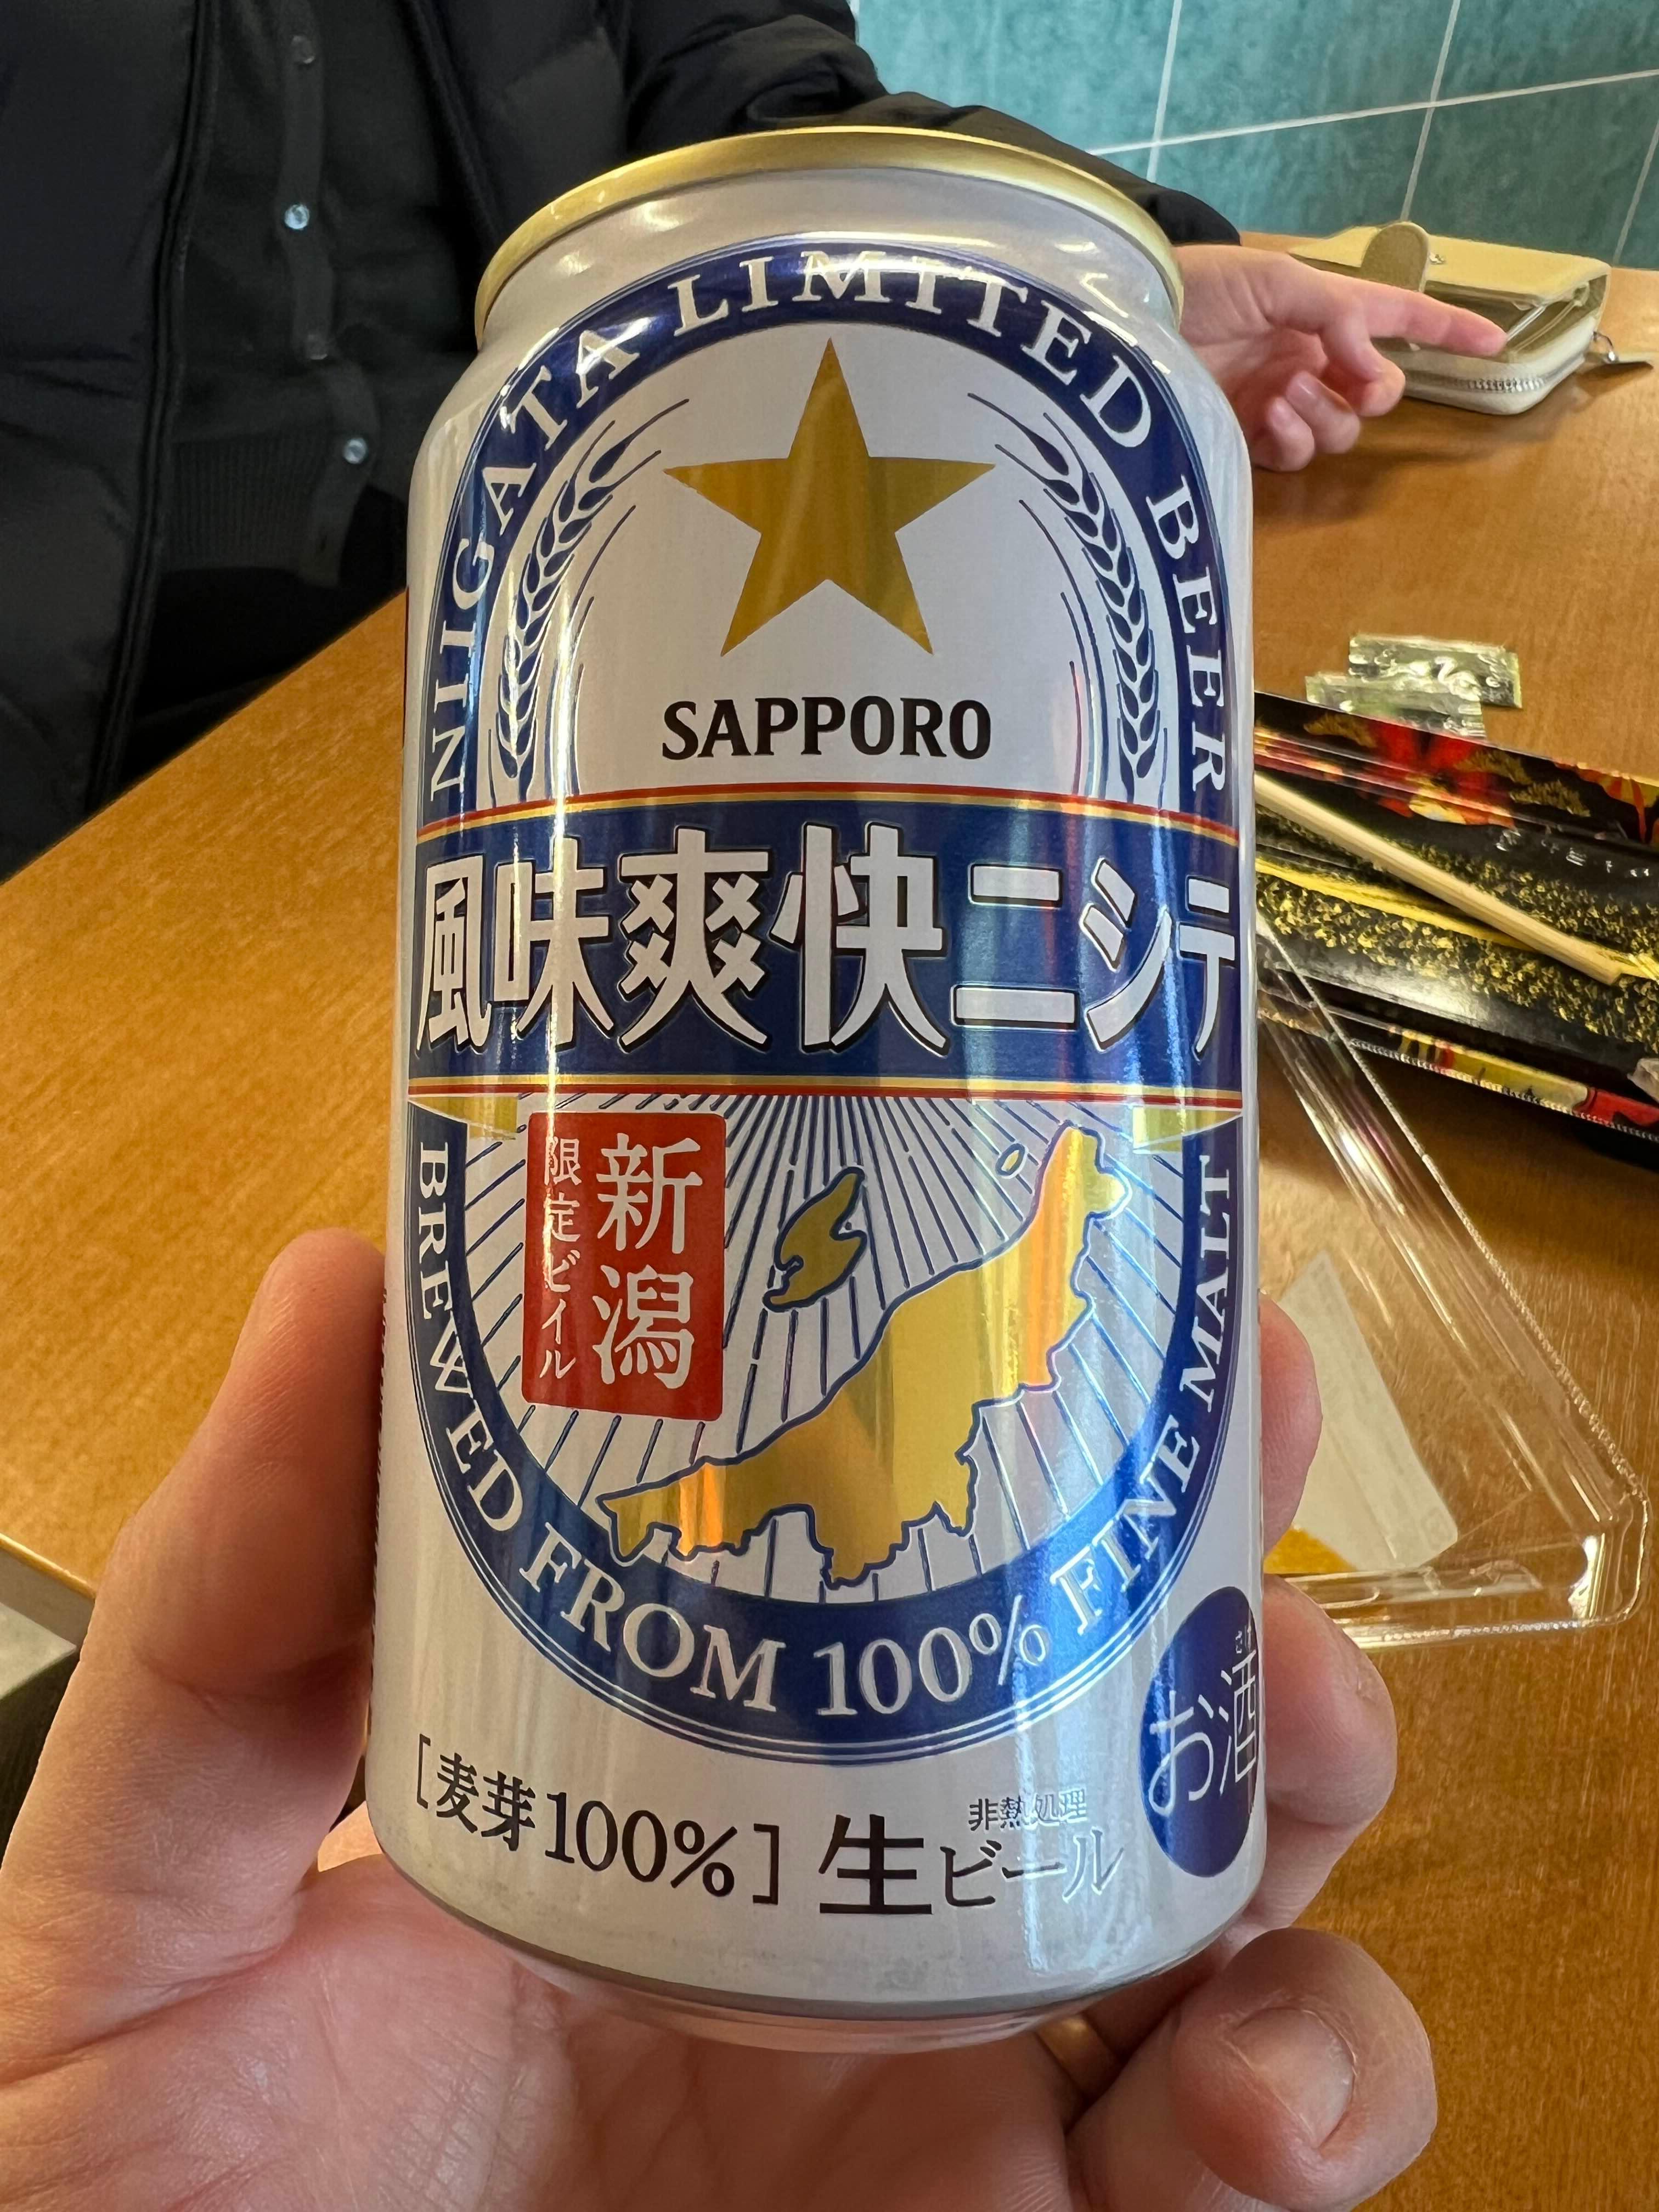 NIIGATA LIMITED BEER
SAPPORO
風味爽快ニシテ
新潟
限定ビイル
BREWED FROM 100% FINE MALT
[麦芽100%]
生ビール
非熱処理
お酒
さけ